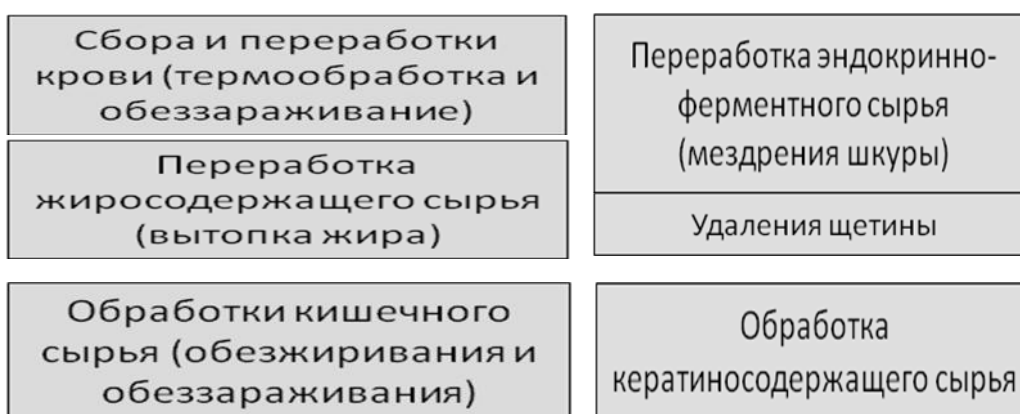 Сбора и переработки
крови (термообработка и
обеззараживание)
Переработка
жиросодержащего сырья
(вытопка жира)
Обработки кишечного
сырья (обезжиривания и
обеззараживания)
Переработка эндокринно-
ферментного сырья
(мездрения шкуры)
Удаления щетины
Обработка
кератиносодержащего сырья